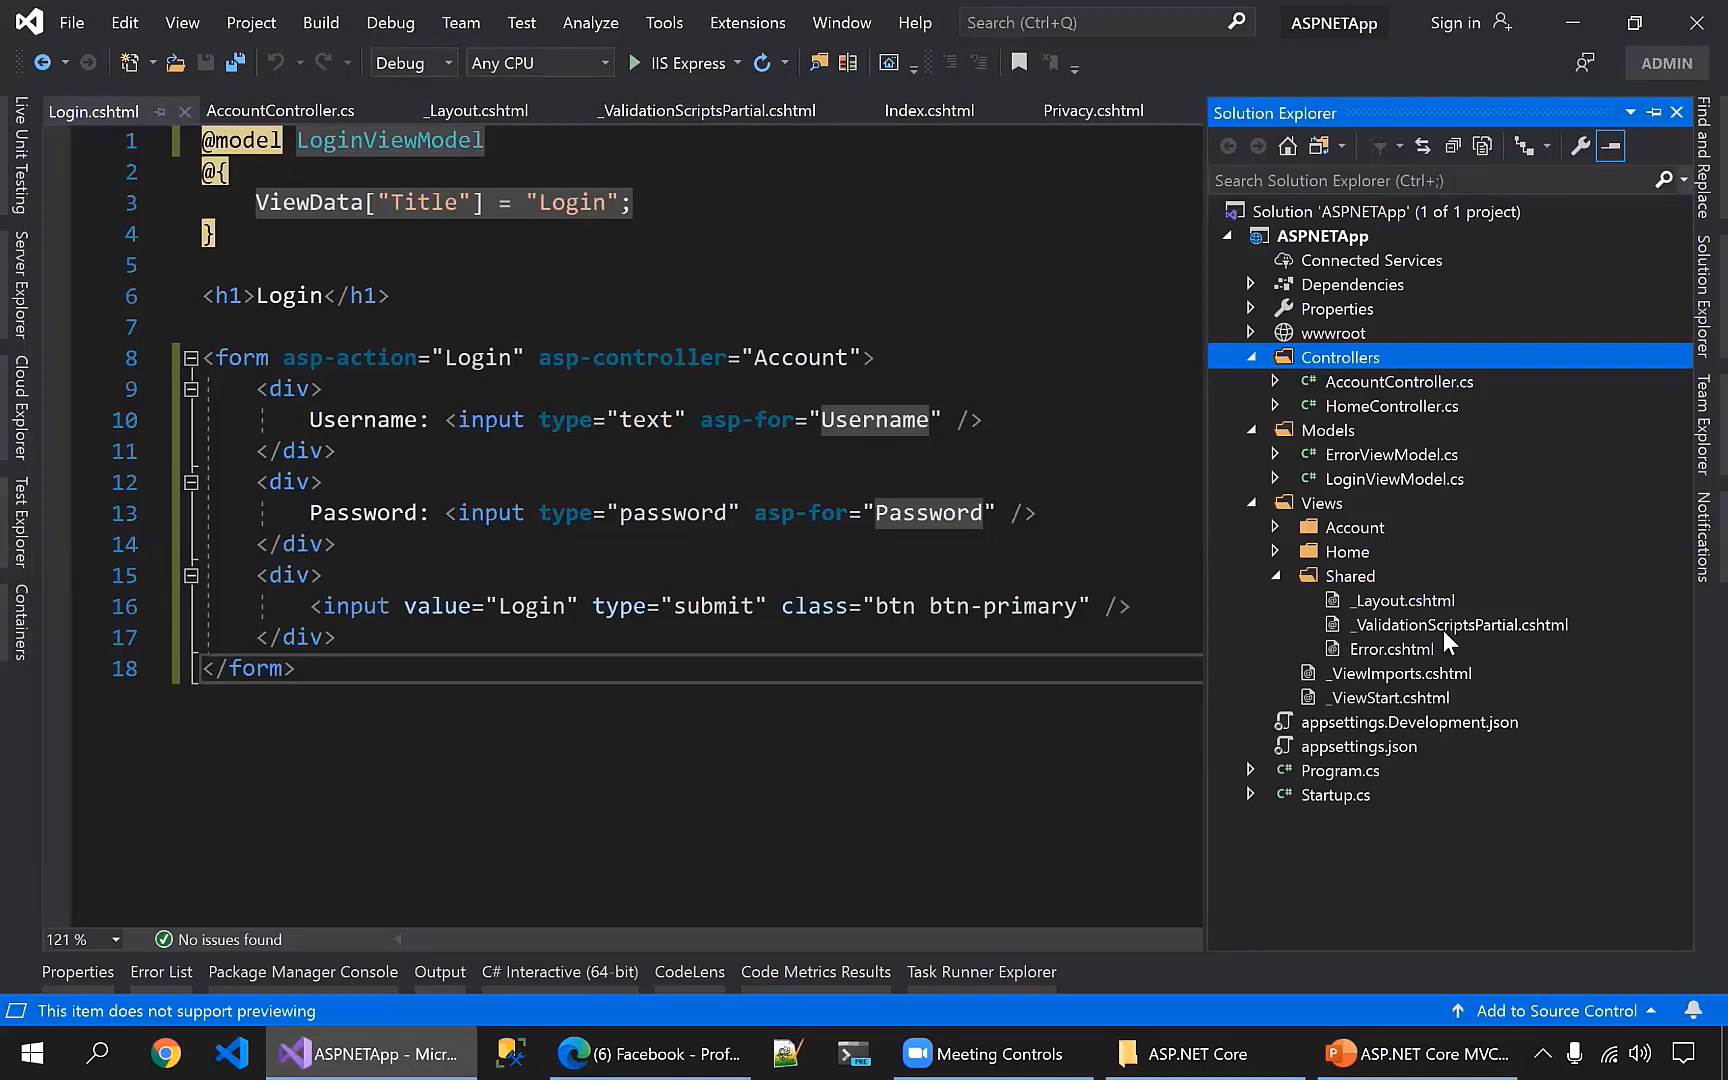 File Edit View Project Build Debug Team Test Analyze Tools Extensions Window Help Search (Ctrl+Q) ASPNETApp Sign in
Debug Any CPU IIS Express ADMIN
Login.cshtml AccountController.cs _Layout.cshtml _ValidationScriptsPartial.cshtml Index.cshtml Privacy.cshtml
Live Unit Testing
Server Explorer
Cloud Explorer
Test Explorer
Containers
1 @model LoginViewModel
2 @{
3 ViewData["Title"] = "Login";
4 }
5
6 <h1>Login</h1>
7
8 <form asp-action="Login" asp-controller="Account">
9 <div>
10 Username: <input type="text" asp-for="Username" />
11 </div>
12 <div>
13 Password: <input type="password" asp-for="Password" />
14 </div>
15 <div>
16 <input value="Login" type="submit" class="btn btn-primary" />
17 </div>
18 </form>
121 % No issues found
Solution Explorer
Search Solution Explorer (Ctrl+;)
Solution 'ASPNETApp' (1 of 1 project)
ASPNETApp
Connected Services
Dependencies
Properties
wwwroot
Controllers
C# AccountController.cs
C# HomeController.cs
Models
C# ErrorViewModel.cs
C# LoginViewModel.cs
Views
Account
Home
Shared
_Layout.cshtml
_ValidationScriptsPartial.cshtml
Error.cshtml
_ViewImports.cshtml
_ViewStart.cshtml
appsettings.Development.json
appsettings.json
C# Program.cs
C# Startup.cs
Find and Replace
Solution Explorer
Team Explorer
Notifications
Properties Error List Package Manager Console Output C# Interactive (64-bit) CodeLens Code Metrics Results Task Runner Explorer
This item does not support previewing Add to Source Control
ASPNETApp - Micr... (6) Facebook - Prof... PRE Meeting Controls ASP.NET Core ASP.NET Core MVC...